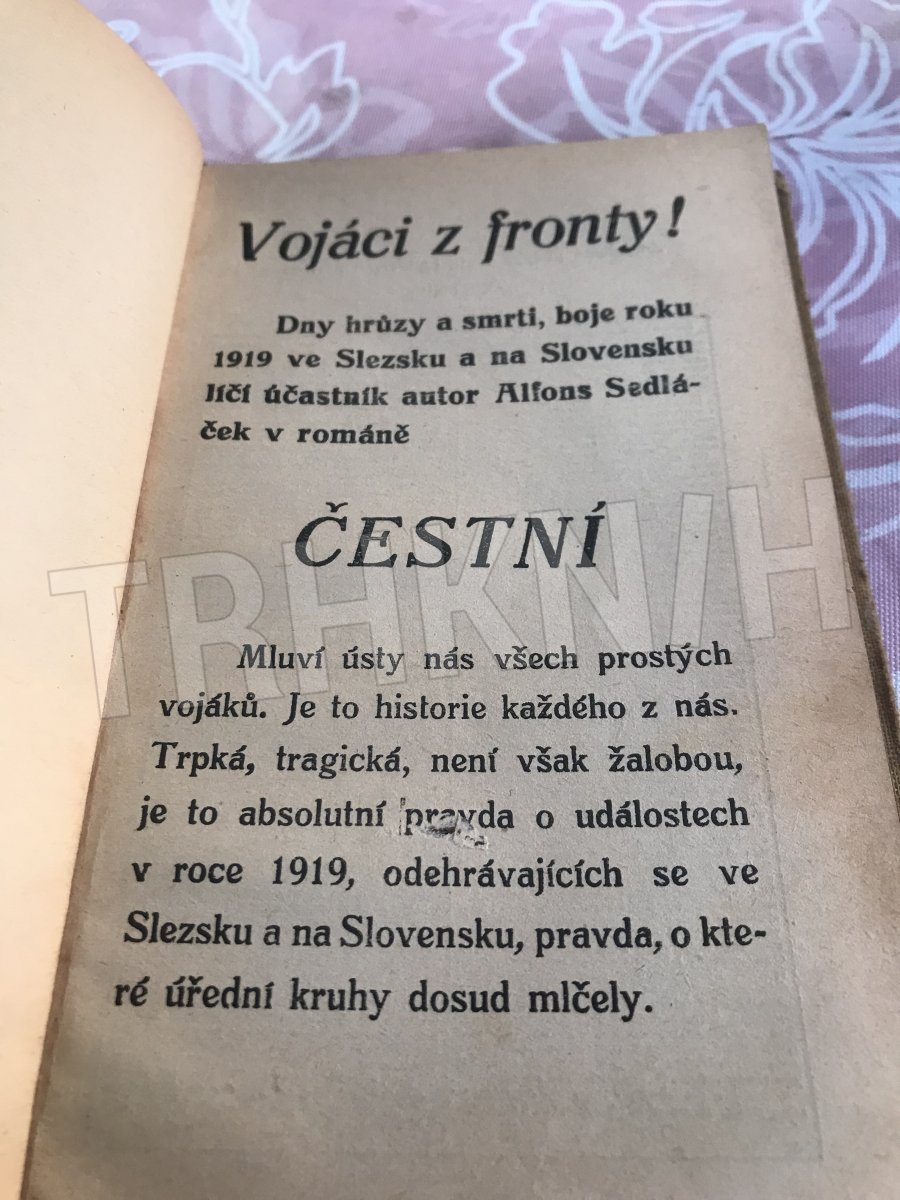 Vojáci z fronty!
Dny hrůzy a smrti, boje roku
1919 ve Slezsku a na Slovensku
líčí účastník autor Alfons Sedlá-
ček v románě
ČESTNÍ
Mluví ústy nás všech prostých
vojáků. Je to historie každého z nás.
Trpká, tragická, není však žalobou,
je to absolutní pravda o událostech
v roce 1919, odehrávajících se ve
Slezsku a na Slovensku, pravda, o kte-
ré úřední kruhy dosud mlčely.
TRHKNIH